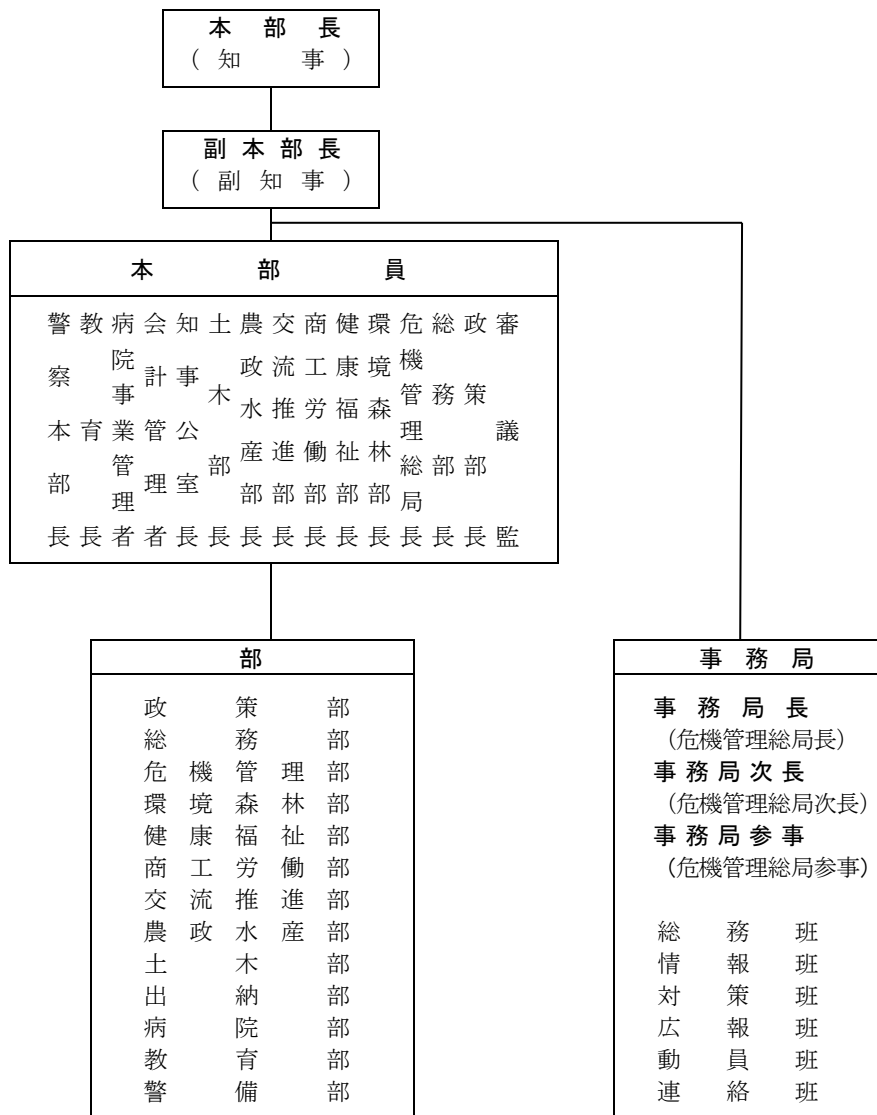 本部長
(知事)
副本部長
(副知事)
本部員
審議監
政策部長
総務部長
危機管理総局長
環境森林部長
健康福祉部長
商工労働部長
交流推進部長
農政水産部長
土木部長
知事公室長
会計管理者
病院事業管理者
教育長
警察本部長
部
政策部
総務部
危機管理部
環境森林部
健康福祉部
商工労働部
交流推進部
農政水産部
土木部
出納部
病院部
教育部
警備部
事務局
事務局長
(危機管理総局長)
事務局次長
(危機管理総局次長)
事務局参事
(危機管理総局参事)
総務班
情報班
対策班
広報班
動員班
連絡班